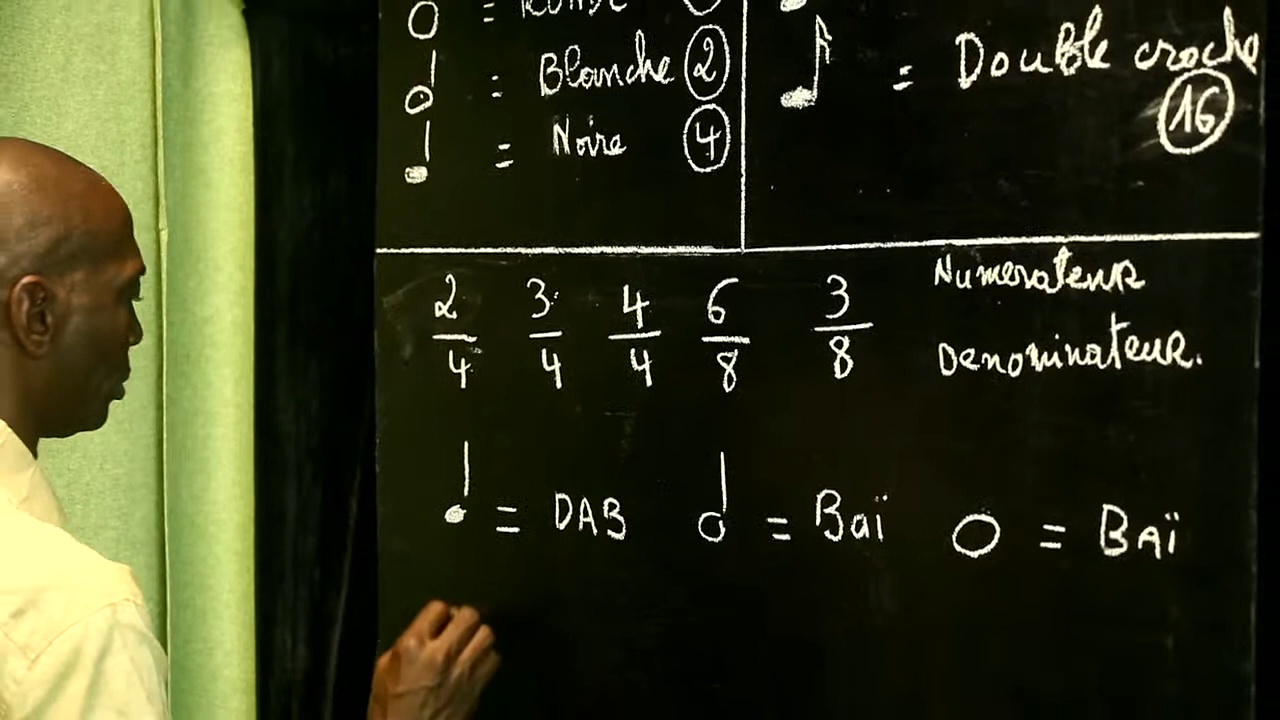 = RONDE
= Blanche 2
= Noire 4
= Double croche
16
2/4 3/4 4/4 6/8 3/8
Numerateur
Denominateur.
= DAB = Baï = BAÏ